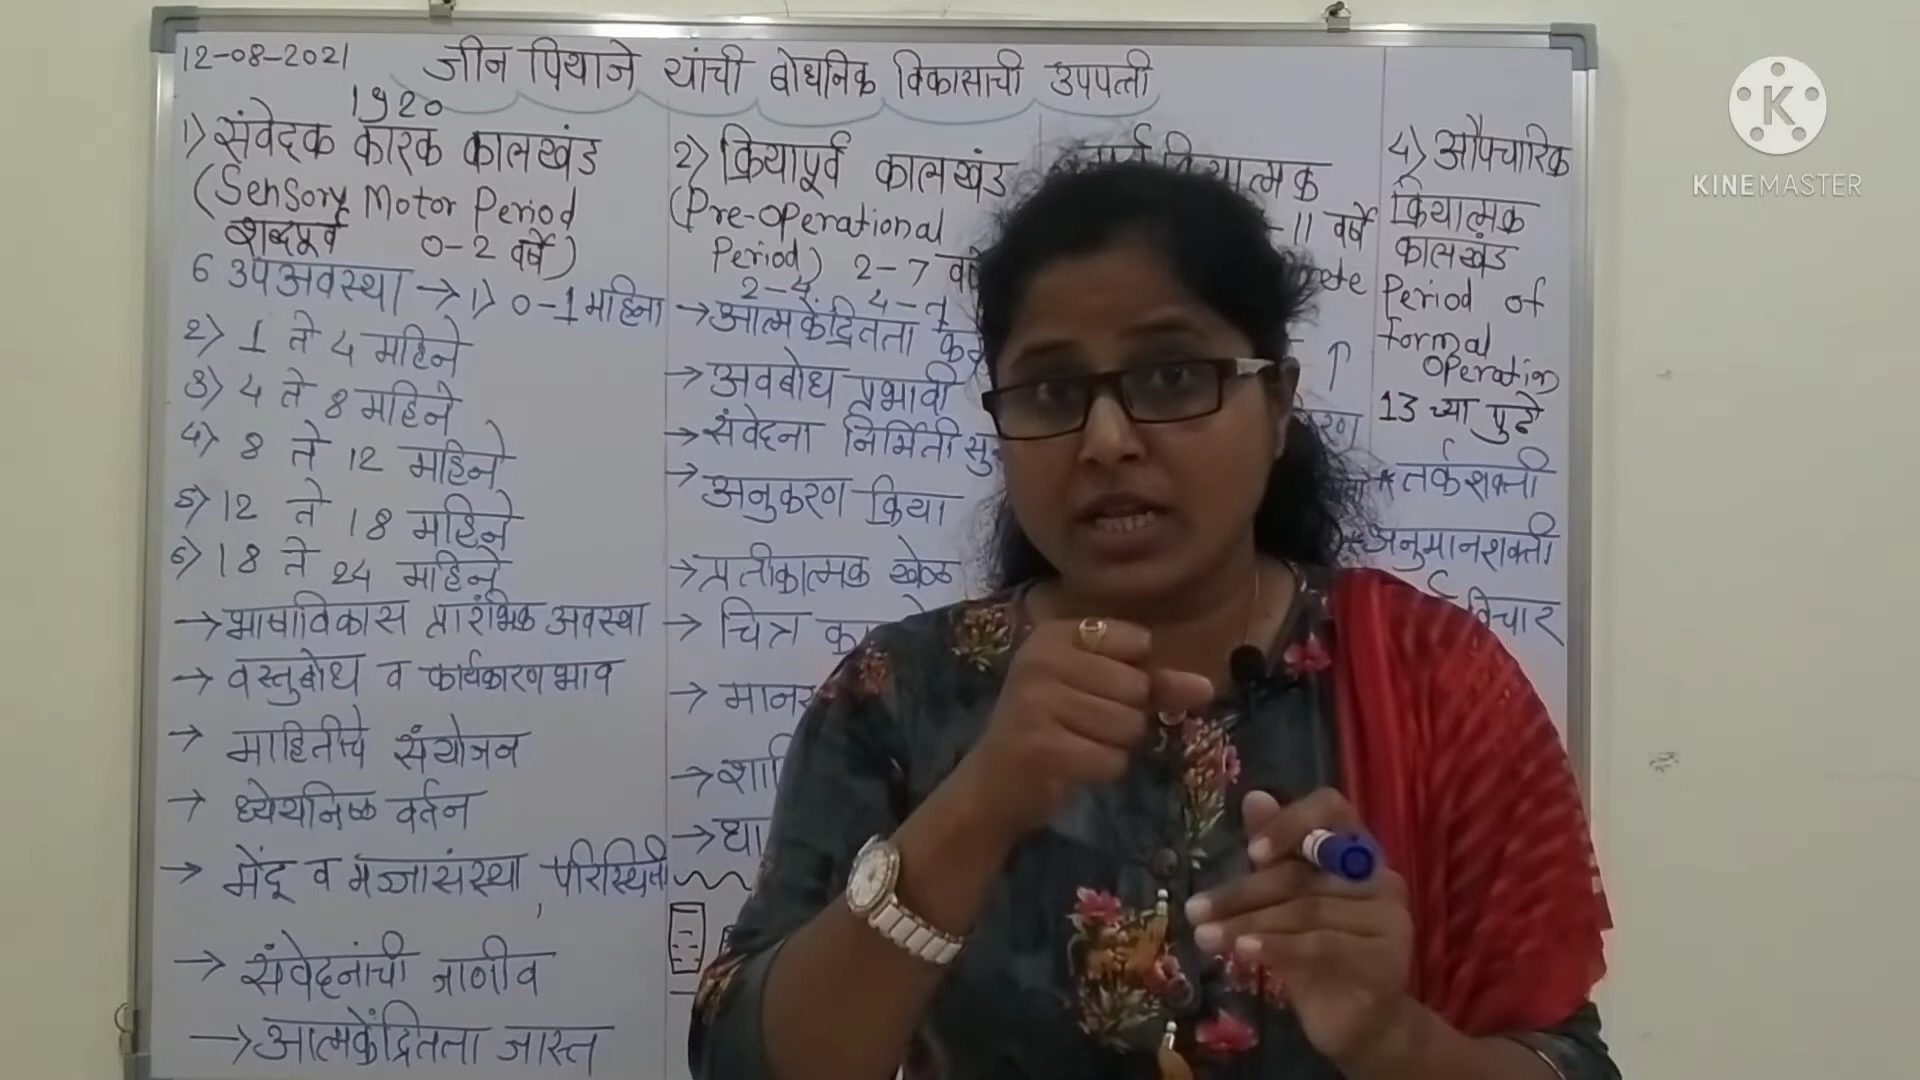 12-08-2021
जीन पियाजे यांची बोधनिक विकासाची उपपत्ती
1920
1) संवेदक कारक कालखंड
(Sensory Motor Period
शब्दपूर्व 0-2 वर्षे)
6 उपअवस्था → 1) 0-1 महिना
2) 1 ते 4 महिने
3) 4 ते 8 महिने
4) 8 ते 12 महिने
5) 12 ते 18 महिने
6) 18 ते 24 महिने
→ भाषाविकास प्रारंभिक अवस्था
→ वस्तुबोध व कार्यकारणभाव
→ माहितीचे संयोजन
→ ध्येयनिष्ठ वर्तन
→ मेंदू व मज्जासंस्था, परिस्थिती
→ संवेदनांची जाणीव
→ आत्मकेंद्रितता जास्त
2) क्रियापूर्व कालखंड
(Pre-operational
Period) 2-7
2-4 4-7
→ आत्मकेंद्रितता
→ अवबोध प्रभावी
→ संवेदना निर्मिती
→ अनुकरण क्रिया
→ प्रतीकात्मक खेळ
→ चित्र
-11 वर्षे
4) औपचारिक
क्रियात्मक
कालखंड
Period of
formal
operation
13 च्या पुढे
* तर्कशक्ती
* अनुमानशक्ती
विचार
KINEMASTER